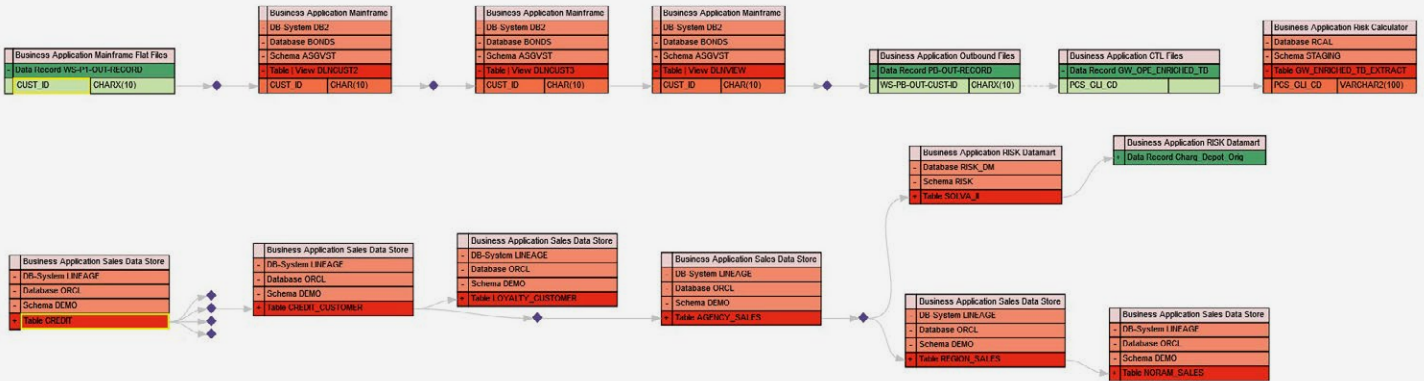 Business Application Mainframe Flat Files
- Data Record WS-P1-OUT-RECORD
CUST_ID CHARX(10)
Business Application Mainframe
- DB-System DB2
- Database BONDS
- Schema ASGVST
- Table | View DLNCUST2
CUST_ID CHAR(10)
Business Application Mainframe
- DB-System DB2
- Database BONDS
- Schema ASGVST
- Table | View DLNCUST3
CUST_ID CHAR(10)
Business Application Mainframe
- DB-System DB2
- Database BONDS
- Schema ASGVST
- Table | View DLNVIEW
CUST_ID CHAR(10)
Business Application Outbound Files
- Data Record PB-OUT-RECORD
WS-PB-OUT-CUST-ID CHARX(10)
Business Application CTL Files
- Data Record GW_OPE_ENRICHED_TD
PCS_CLI_CD
Business Application Risk Calculator
- Database RCAL
- Schema STAGING
- Table GW_ENRICHED_TD_EXTRACT
PCS_CLI_CD VARCHAR2(100)
Business Application RISK Datamart
- Database RISK_DM
- Schema RISK
+ Table SOLVA_II
Business Application RISK Datamart
+ Data Record Charg_Depot_Orig
Business Application Sales Data Store
- DB-System LINEAGE
- Database ORCL
- Schema DEMO
+ Table CREDIT
Business Application Sales Data Store
- DB-System LINEAGE
- Database ORCL
- Schema DEMO
+ Table CREDIT_CUSTOMER
Business Application Sales Data Store
- DB-System LINEAGE
- Database ORCL
- Schema DEMO
+ Table LOYALTY_CUSTOMER
Business Application Sales Data Store
- DB-System LINEAGE
- Database ORCL
- Schema DEMO
+ Table AGENCY_SALES
Business Application Sales Data Store
- DB-System LINEAGE
- Database ORCL
- Schema DEMO
+ Table REGION_SALES
Business Application Sales Data Store
- DB-System LINEAGE
- Database ORCL
- Schema DEMO
+ Table NORAM_SALES